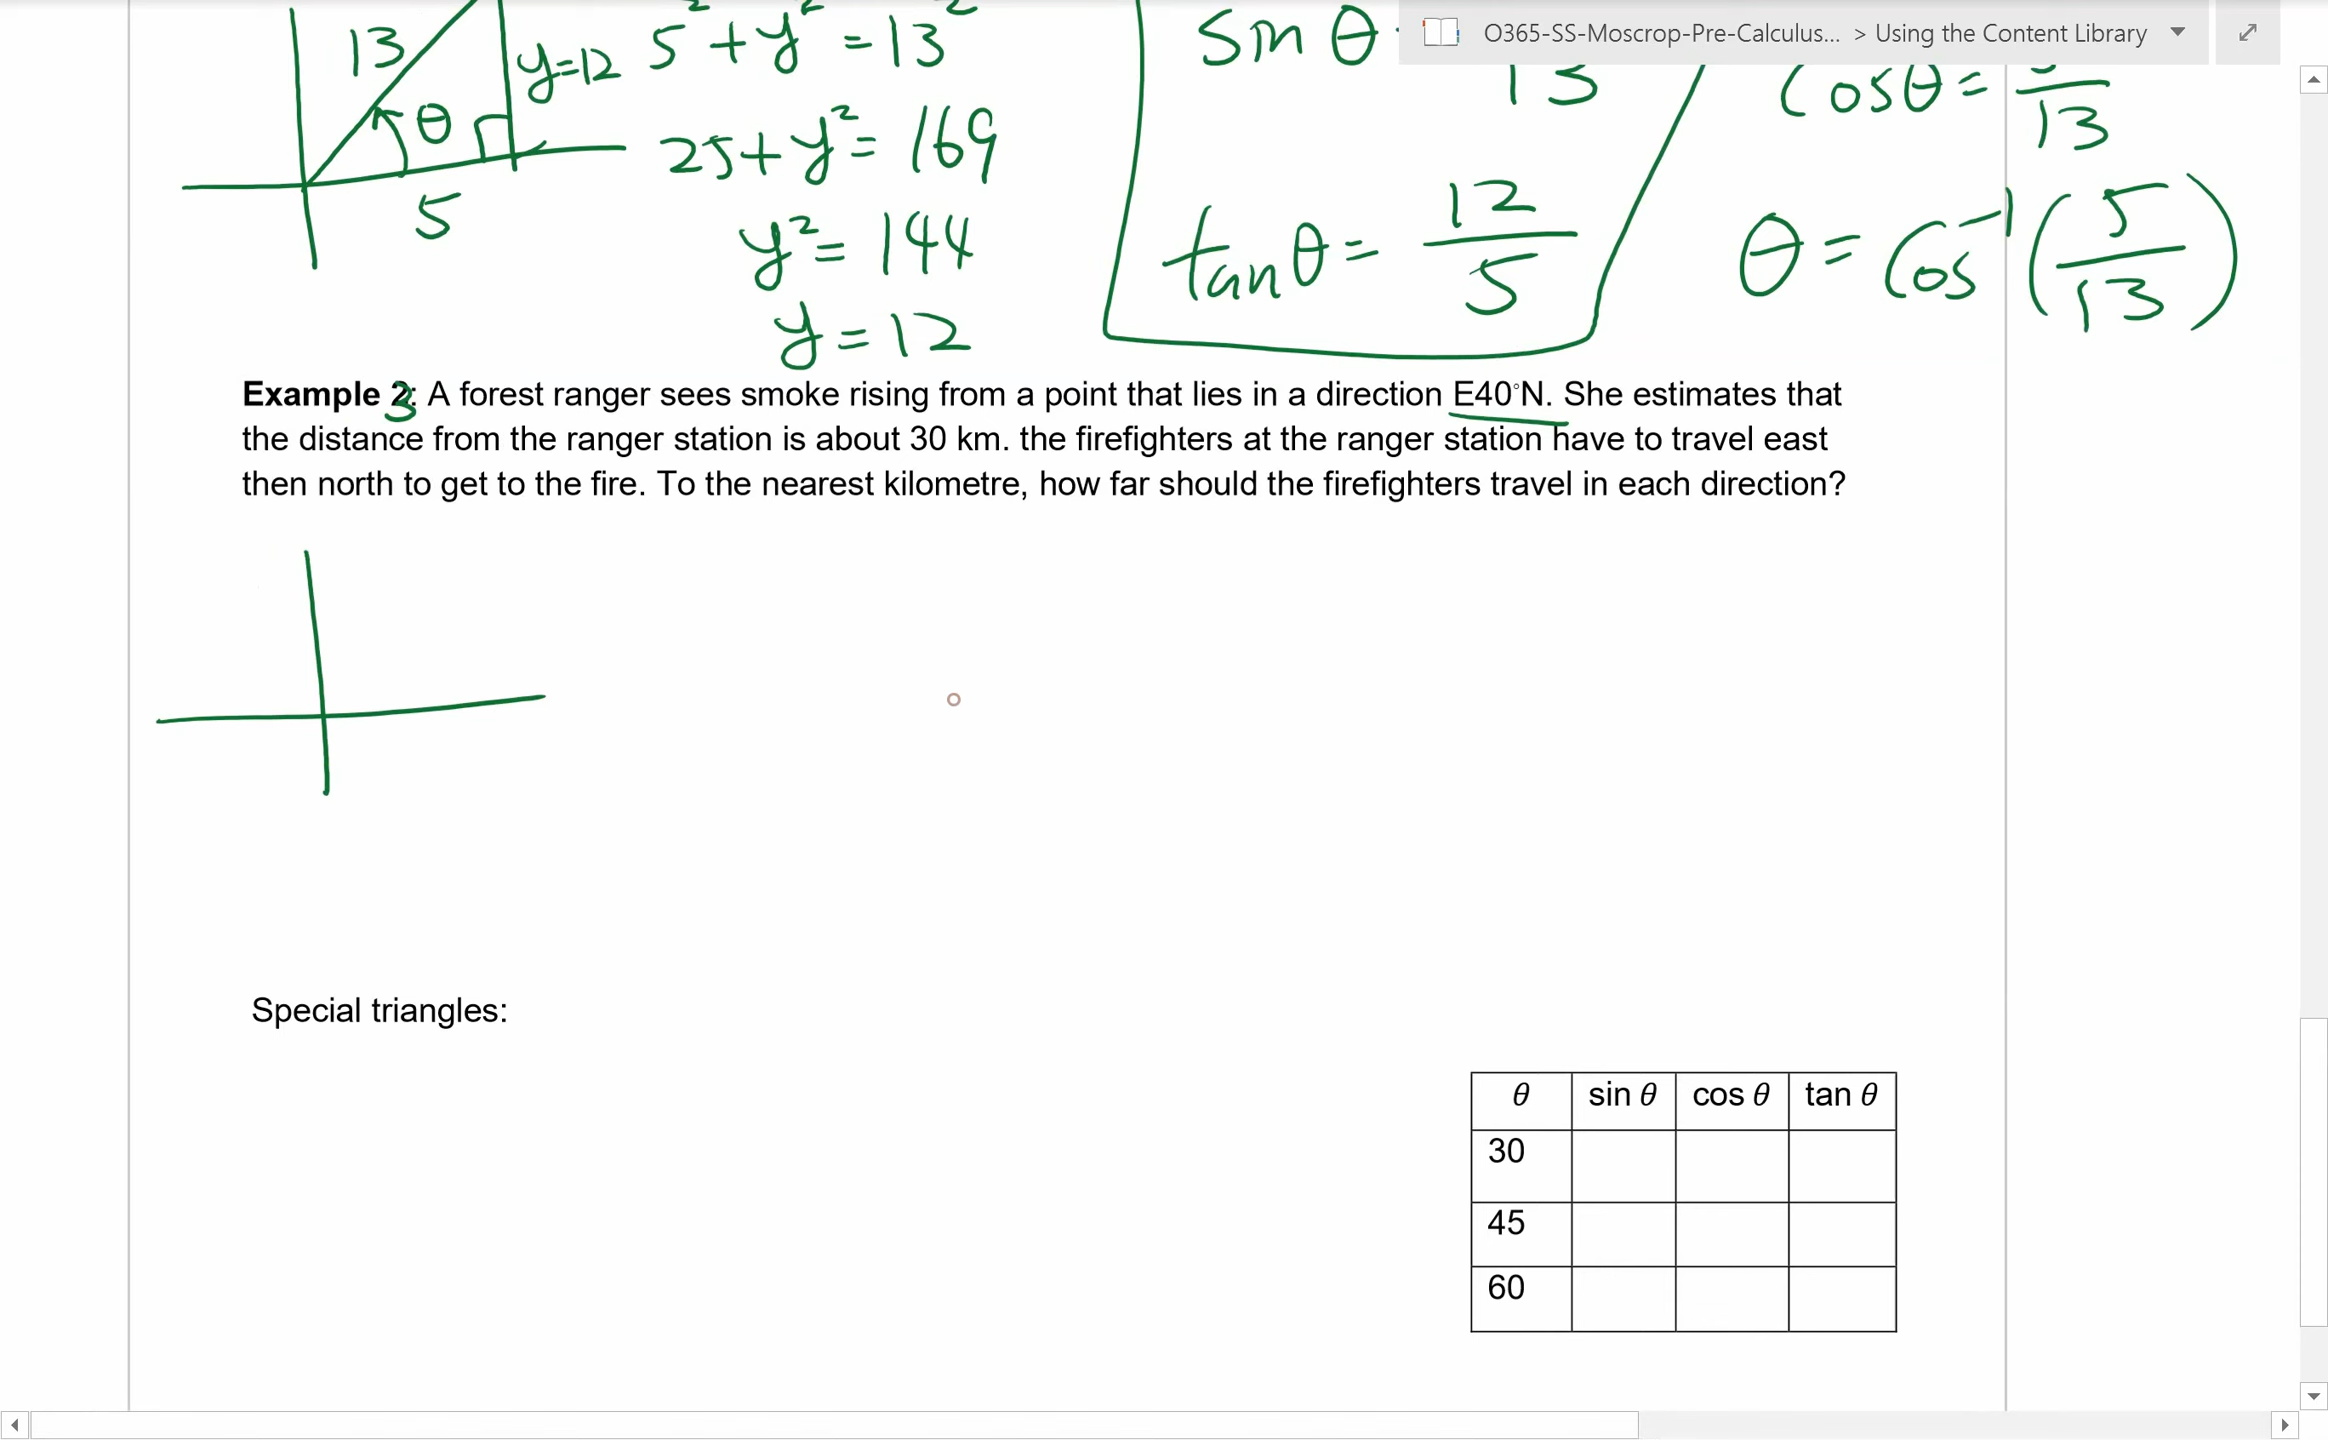 O365-SS-Moscrop-Pre-Calculus... > Using the Content Library
13
y=12
θ
5
5² + y² = 13²
25 + y² = 169
y² = 144
y = 12
sin θ
13
tan θ = 12/5
cos θ = /13
θ = cos⁻¹(5/13)
Example 3: A forest ranger sees smoke rising from a point that lies in a direction E40°N. She estimates that
the distance from the ranger station is about 30 km. the firefighters at the ranger station have to travel east
then north to get to the fire. To the nearest kilometre, how far should the firefighters travel in each direction?
Special triangles:
θ sin θ cos θ tan θ
30
45
60